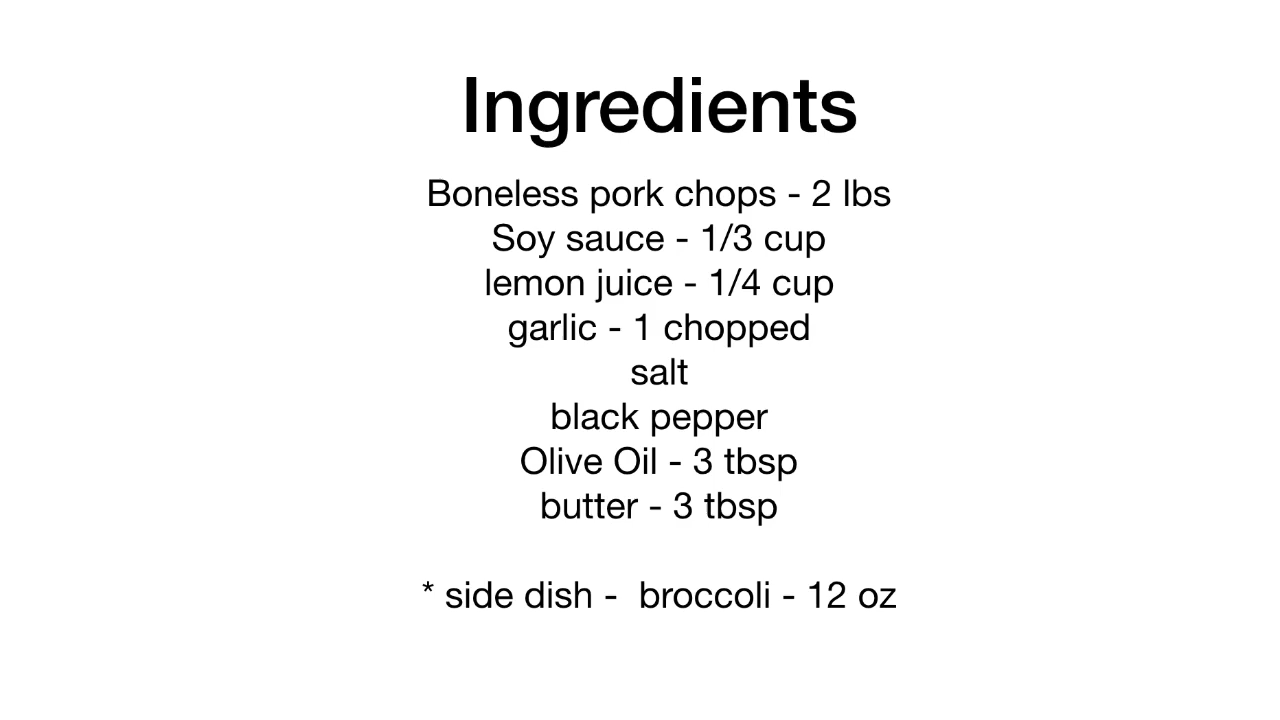 Ingredients
Boneless pork chops - 2 lbs
Soy sauce - 1/3 cup
lemon juice - 1/4 cup
garlic - 1 chopped
salt
black pepper
Olive Oil - 3 tbsp
butter - 3 tbsp
* side dish -  broccoli - 12 oz